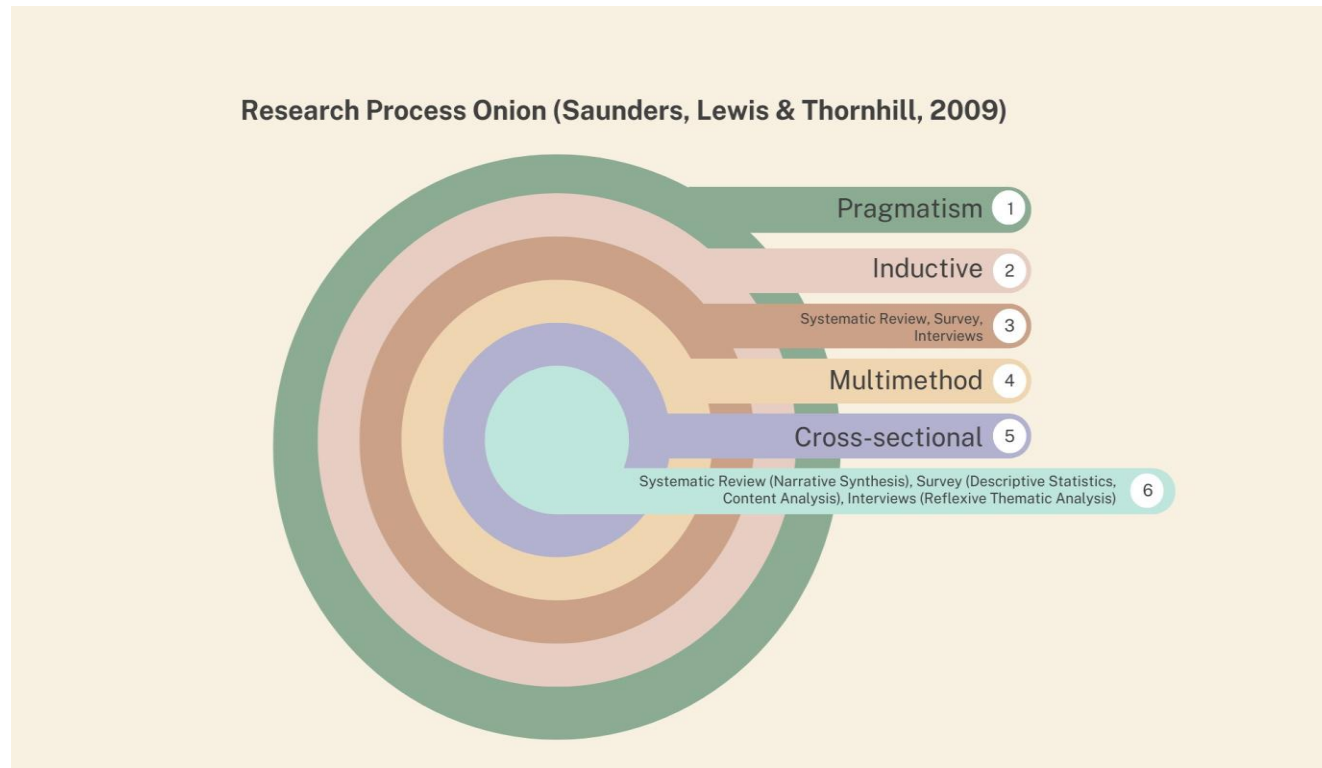 Research Process Onion (Saunders, Lewis & Thornhill, 2009)
Pragmatism 1
Inductive 2
Systematic Review, Survey,
Interviews 3
Multimethod 4
Cross-sectional 5
Systematic Review (Narrative Synthesis), Survey (Descriptive Statistics,
Content Analysis), Interviews (Reflexive Thematic Analysis) 6